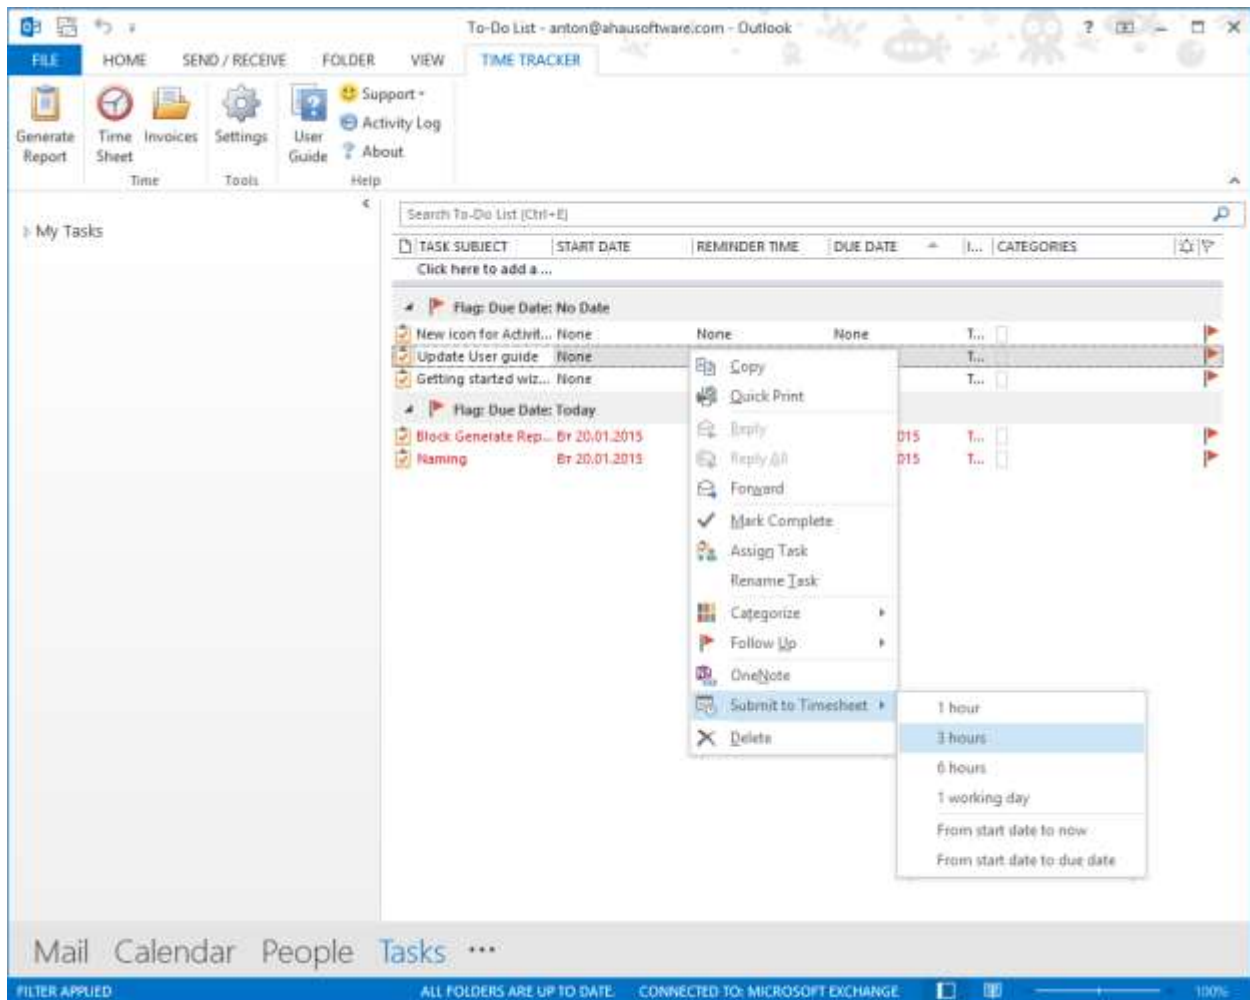 To-Do List - anton@ahausoftware.com - Outlook
FILE HOME SEND / RECEIVE FOLDER VIEW TIME TRACKER
Generate Report
Time Sheet
Invoices
Settings
User Guide
Support
Activity Log
About
Time Tools Help
Search To-Do List (Ctrl+E)
My Tasks
TASK SUBJECT START DATE REMINDER TIME DUE DATE I... CATEGORIES
Click here to add a ...
Flag: Due Date: No Date
New icon for Activit... None None None T...
Update User guide None T...
Getting started wiz... None T...
Flag: Due Date: Today
Block Generate Rep... Вт 20.01.2015 015 T...
Naming Вт 20.01.2015 015 T...
Copy
Quick Print
Reply
Reply All
Forward
Mark Complete
Assign Task
Rename Task
Categorize
Follow Up
OneNote
Submit to Timesheet
Delete
1 hour
3 hours
6 hours
1 working day
From start date to now
From start date to due date
Mail Calendar People Tasks ...
FILTER APPLIED ALL FOLDERS ARE UP TO DATE. CONNECTED TO: MICROSOFT EXCHANGE 100%